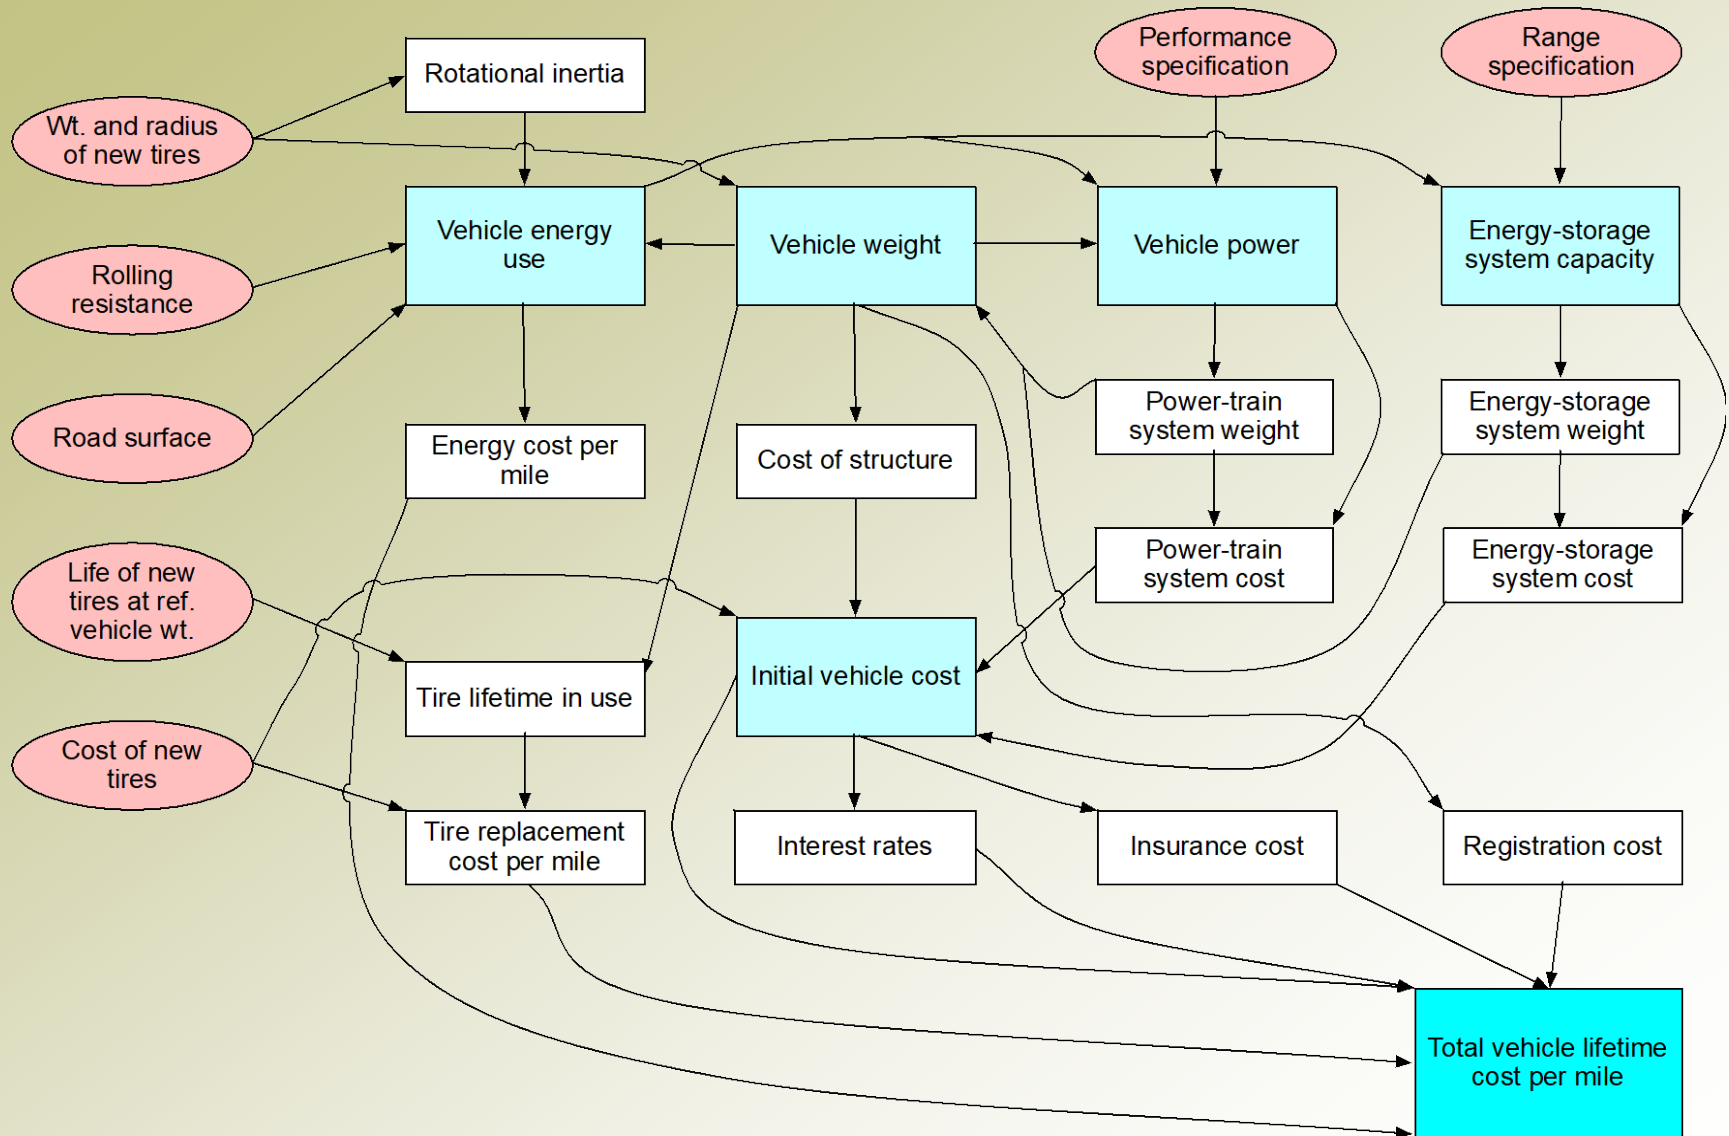 Performance
specification
Range
specification
Rotational inertia
Wt. and radius
of new tires
Vehicle energy
use
Vehicle weight
Vehicle power
Energy-storage
system capacity
Rolling
resistance
Road surface
Energy cost per
mile
Cost of structure
Power-train
system weight
Energy-storage
system weight
Life of new
tires at ref.
vehicle wt.
Power-train
system cost
Energy-storage
system cost
Tire lifetime in use
Initial vehicle cost
Cost of new
tires
Tire replacement
cost per mile
Interest rates
Insurance cost
Registration cost
Total vehicle lifetime
cost per mile